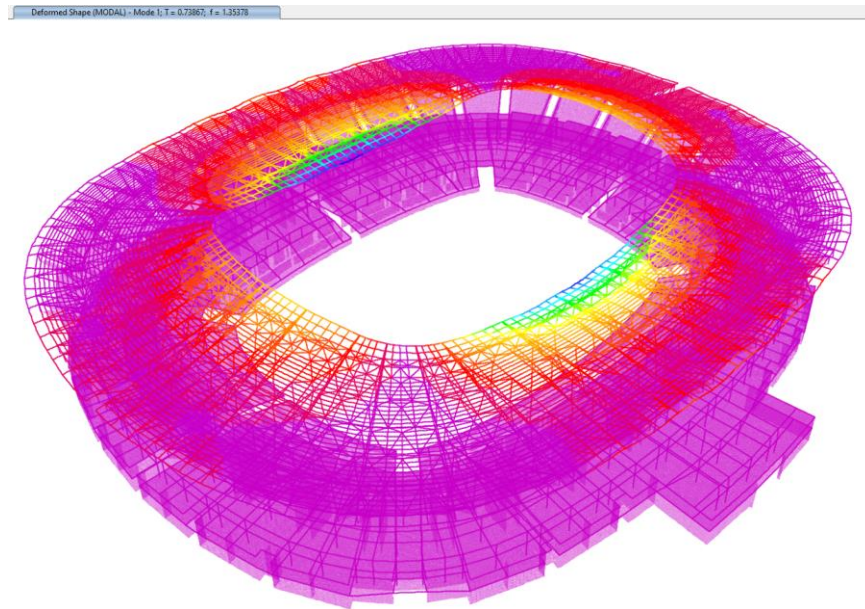 Deformed Shape (MODAL) - Mode 1; T = 0.73867; f = 1.35378